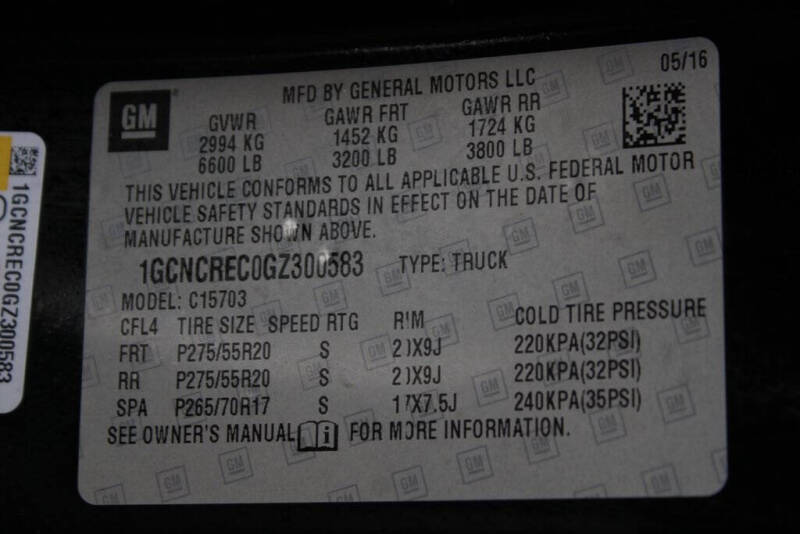 05/16
GM MFD BY GENERAL MOTORS LLC
GVWR GAWR FRT GAWR RR
2994 KG 1452 KG 1724 KG
6600 LB 3200 LB 3800 LB
THIS VEHICLE CONFORMS TO ALL APPLICABLE U.S. FEDERAL MOTOR
VEHICLE SAFETY STANDARDS IN EFFECT ON THE DATE OF
MANUFACTURE SHOWN ABOVE.
1GCNCREC0GZ300583 TYPE: TRUCK
MODEL: C15703
CFL4 TIRE SIZE SPEED RTG RIM COLD TIRE PRESSURE
FRT P275/55R20 S 20X9J 220KPA(32PSI)
RR P275/55R20 S 20X9J 220KPA(32PSI)
SPA P265/70R17 S 17X7.5J 240KPA(35PSI)
SEE OWNER'S MANUAL i FOR MORE INFORMATION.
1GCNCREC0GZ300583